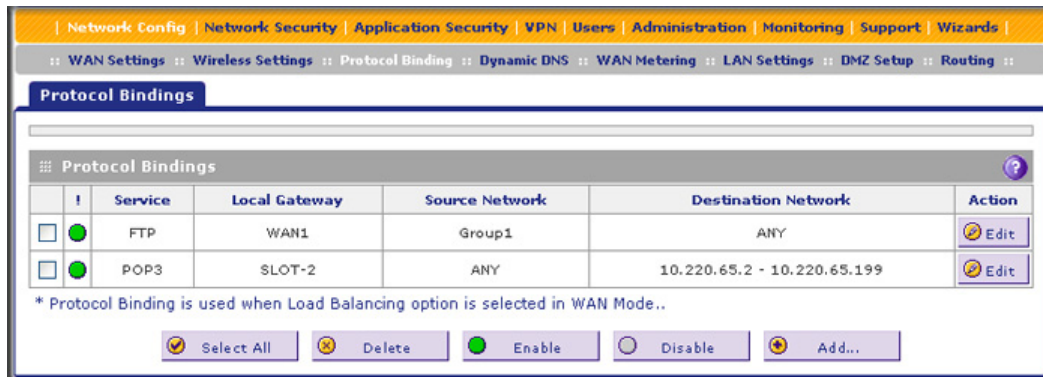 | Network Config | Network Security | Application Security | VPN | Users | Administration | Monitoring | Support | Wizards |
:: WAN Settings :: Wireless Settings :: Protocol Binding :: Dynamic DNS :: WAN Metering :: LAN Settings :: DMZ Setup :: Routing ::
Protocol Bindings
Protocol Bindings ?
! Service Local Gateway Source Network Destination Network Action
FTP WAN1 Group1 ANY Edit
POP3 SLOT-2 ANY 10.220.65.2 - 10.220.65.199 Edit
* Protocol Binding is used when Load Balancing option is selected in WAN Mode..
Select All Delete Enable Disable Add...